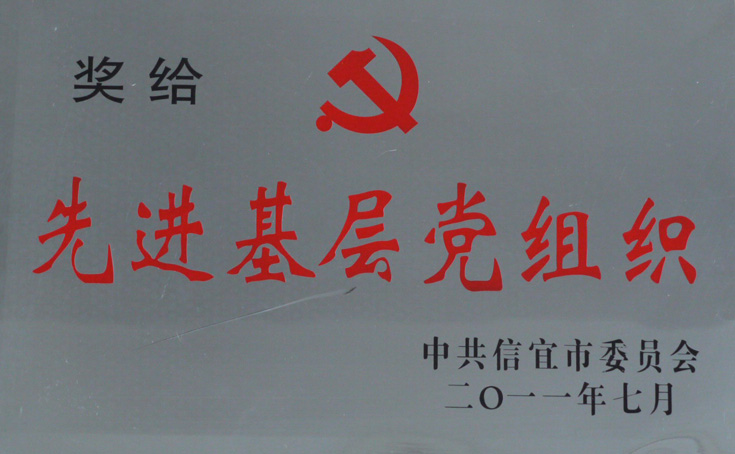 奖给
先进基层党组织
中共信宜市委员会
二〇一一年七月